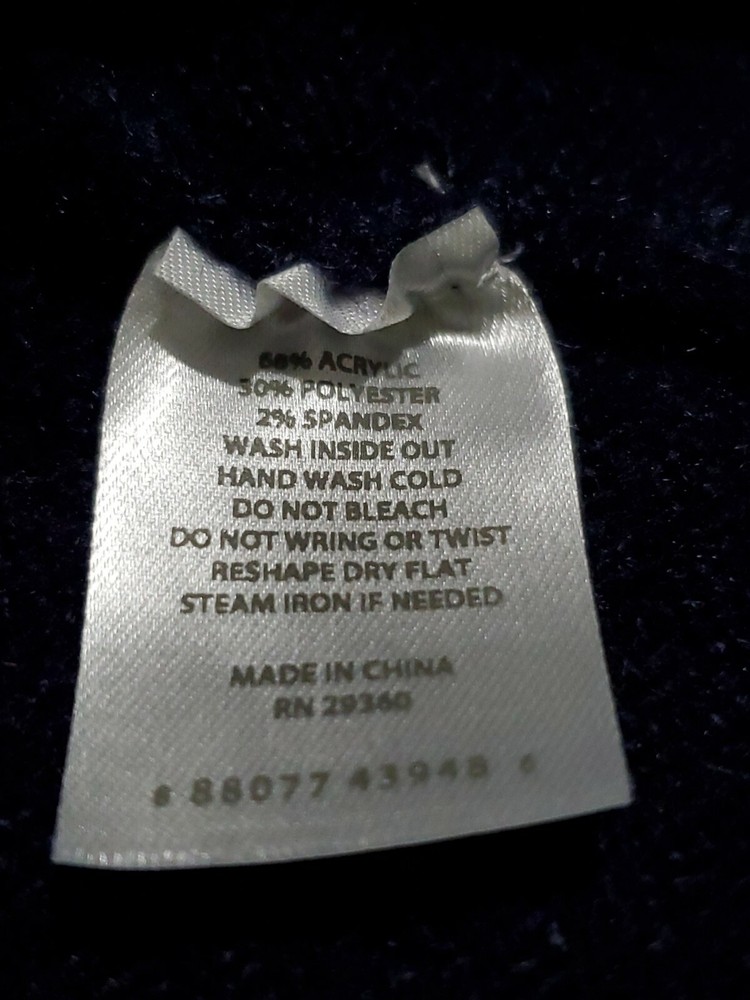 ACRYLIC
30% POLYESTER
2% SPANDEX
WASH INSIDE OUT
HAND WASH COLD
DO NOT BLEACH
DO NOT WRING OR TWIST
RESHAPE DRY FLAT
STEAM IRON IF NEEDED
MADE IN CHINA
RN 29360
88077 43948